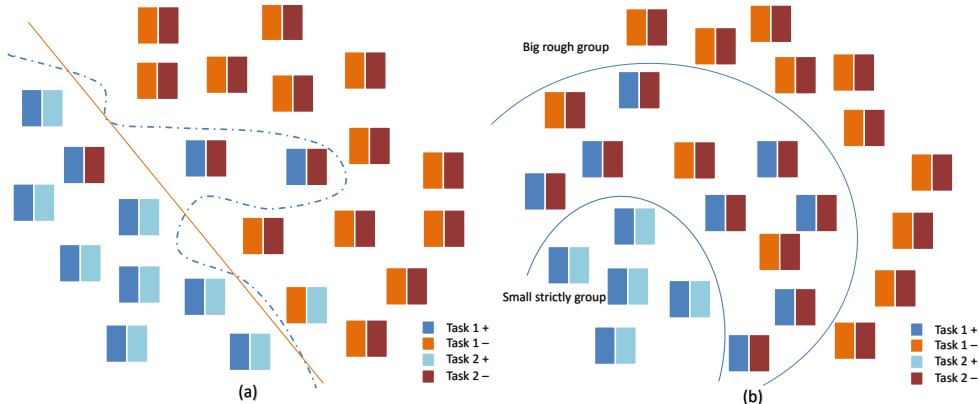 Task 1 +
Task 1 –
Task 2 +
Task 2 –
(a)
Big rough group
Small strictly group
Task 1 +
Task 1 –
Task 2 +
Task 2 –
(b)